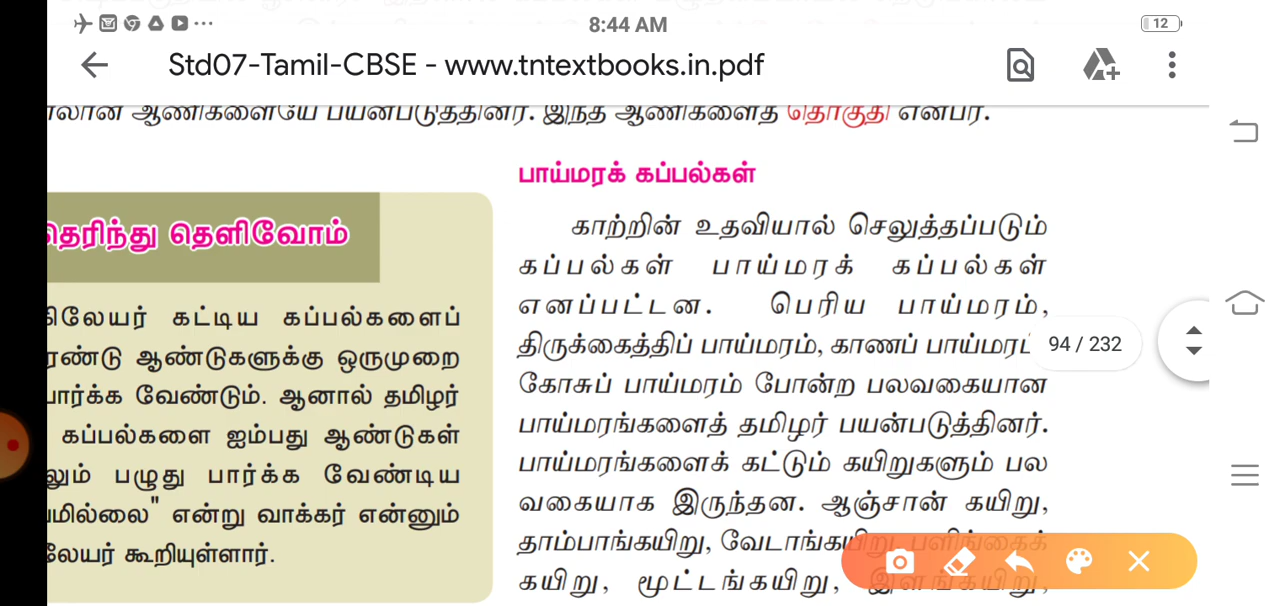 8:44 AM
12
Std07-Tamil-CBSE - www.tntextbooks.in.pdf
ஆணிகளையே பயன்படுத்தினர். இந்த ஆணிகளைத் தொகுதி என்பர்.
தெரிந்து தெளிவோம்
கட்டிய கப்பல்களைப்
ஆண்டுகளுக்கு ஒருமுறை
பார்க்க வேண்டும். ஆனால் தமிழர்
கப்பல்களை ஐம்பது ஆண்டுகள்
பழுது பார்க்க வேண்டிய
என்று வாக்கர் என்னும்
கூறியுள்ளார்.
பாய்மரக் கப்பல்கள்
காற்றின் உதவியால் செலுத்தப்படும்
கப்பல்கள் பாய்மரக் கப்பல்கள்
எனப்பட்டன. பெரிய பாய்மரம்,
திருக்கைத்திப் பாய்மரம், காணப் பாய்மரம்
கோசுப் பாய்மரம் போன்ற பலவகையான
பாய்மரங்களைத் தமிழர் பயன்படுத்தினர்.
பாய்மரங்களைக் கட்டும் கயிறுகளும் பல
வகையாக இருந்தன. ஆஞ்சான் கயிறு,
தாம்பாங்கயிறு, வேடாங்கயிறு, பளிங்கைக்
கயிறு, மூட்டங்கயிறு, இளங்கயிறு,
94 / 232